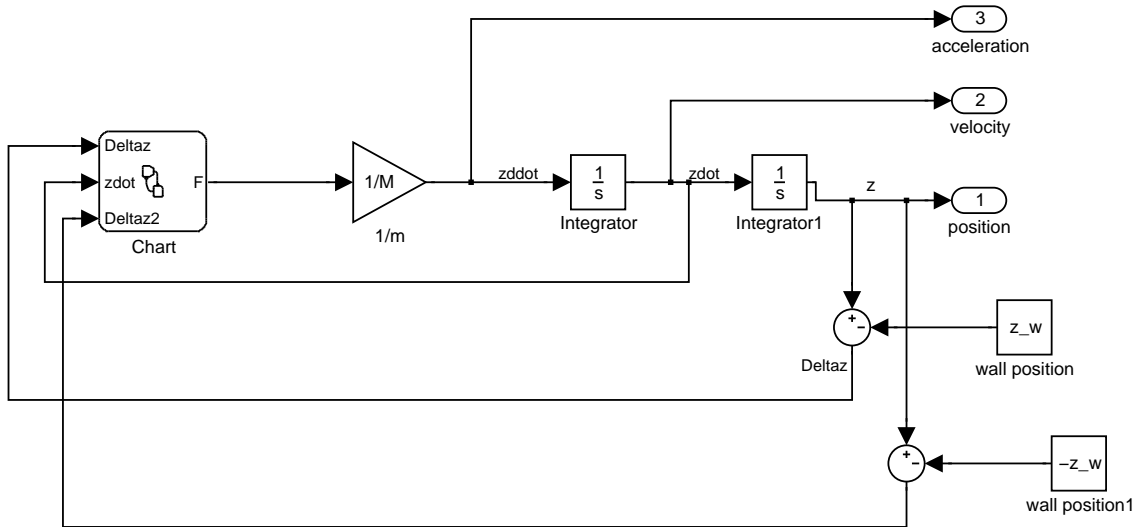 3
acceleration
2
velocity
Deltaz
zdot
Deltaz2
F
Chart
1/M
1/m
zddot
1
s
Integrator
zdot
1
s
Integrator1
z
1
position
+
−
z_w
wall position
Deltaz
+
−
−z_w
wall position1